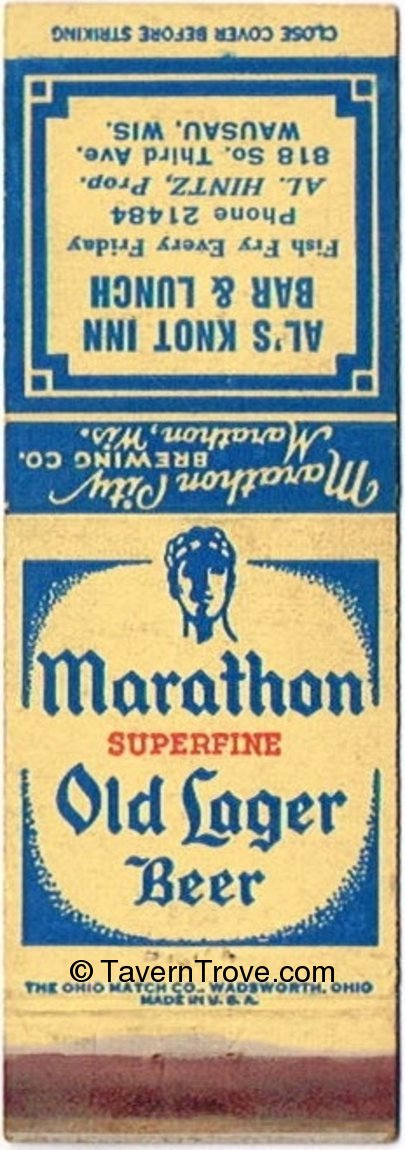 CLOSE COVER BEFORE STRIKING
AL'S KNOT INN
BAR & LUNCH
Fish Fry Every Friday
Phone 21484
AL. HINTZ, Prop.
818 So. Third Ave.
WAUSAU, WIS.
Marathon City
BREWING CO.
Marathon, Wis.
Marathon
SUPERFINE
Old Lager
Beer
© TavernTrove.com
THE OHIO MATCH CO., WADSWORTH, OHIO
MADE IN U.S.A.